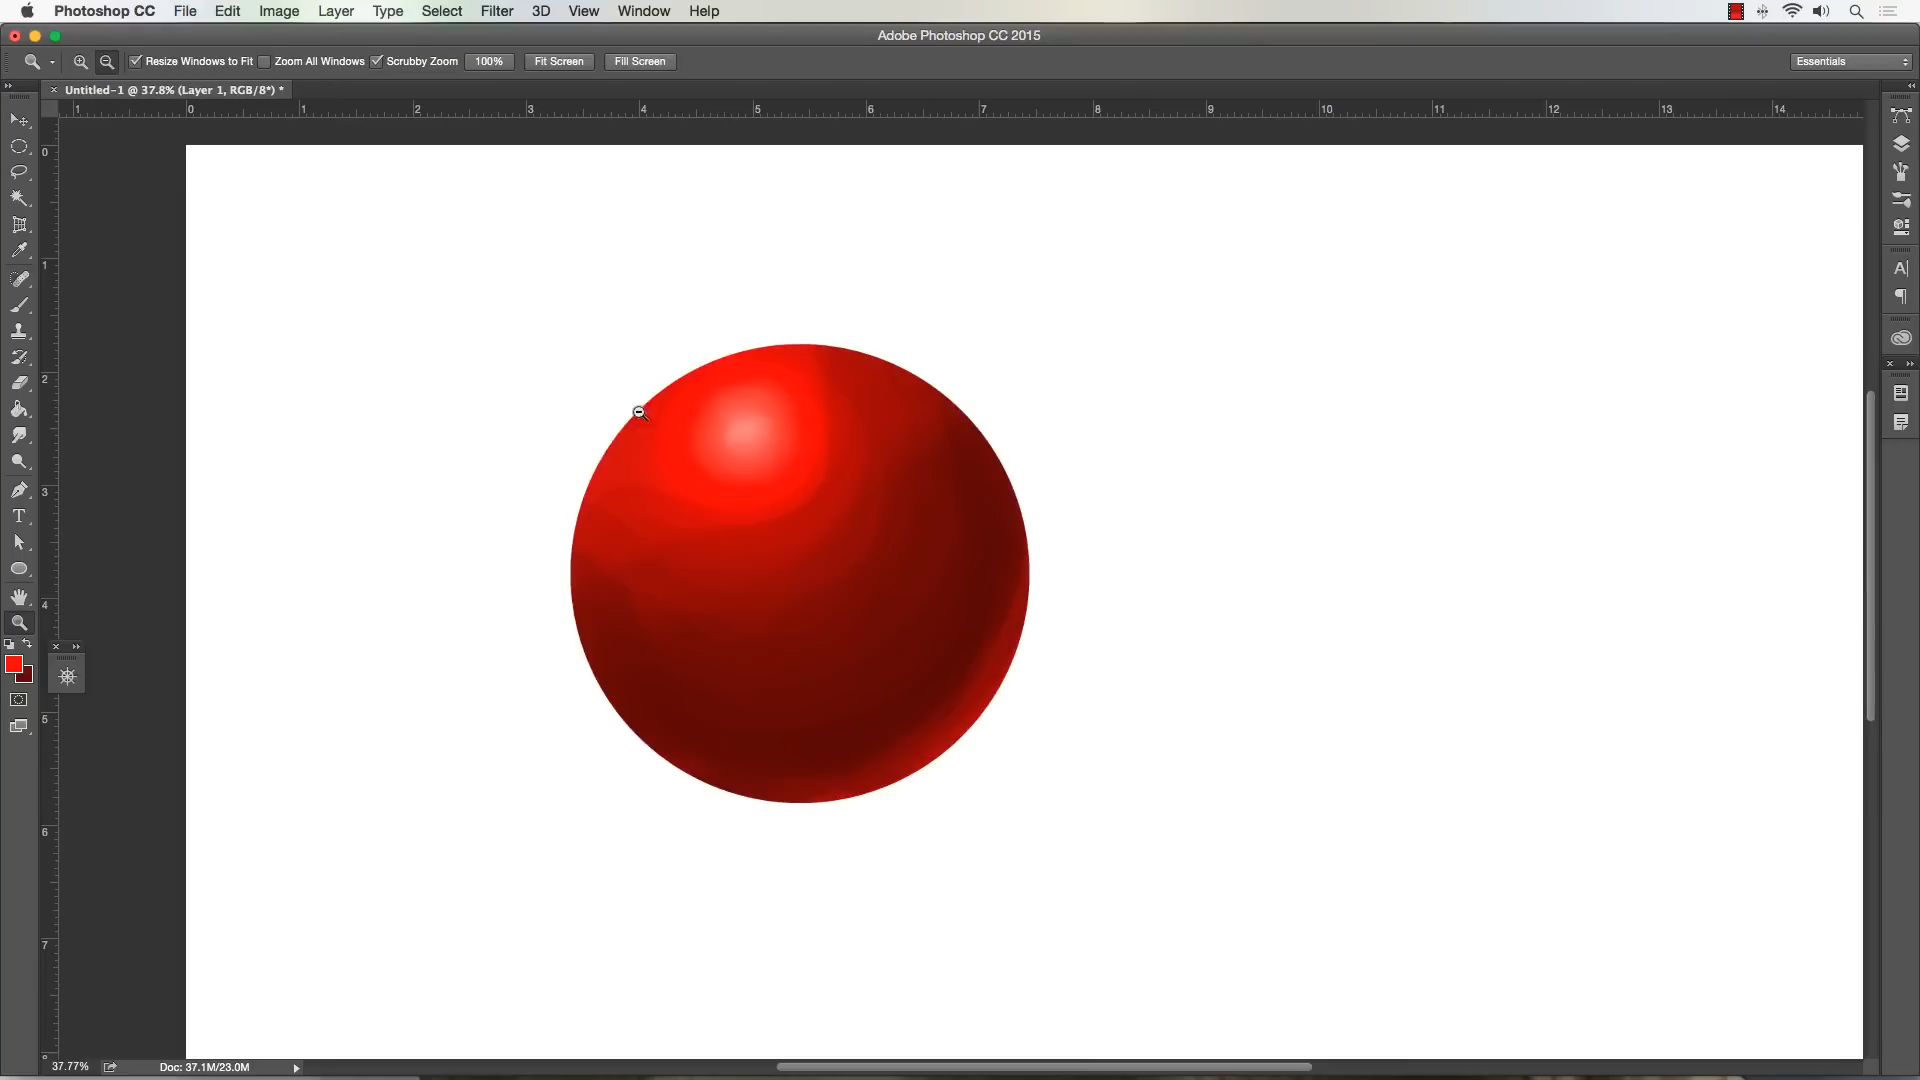 Photoshop CC File Edit Image Layer Type Select Filter 3D View Window Help
Adobe Photoshop CC 2015
Resize Windows to Fit Zoom All Windows Scrubby Zoom 100% Fit Screen Fill Screen Essentials
Untitled-1 @ 37.8% (Layer 1, RGB/8*) *
1 0 1 2 3 4 5 6 7 8 9 10 11 12 13 14
0
1
2
3
4
5
6
7
37.77% Doc: 37.1M/23.0M